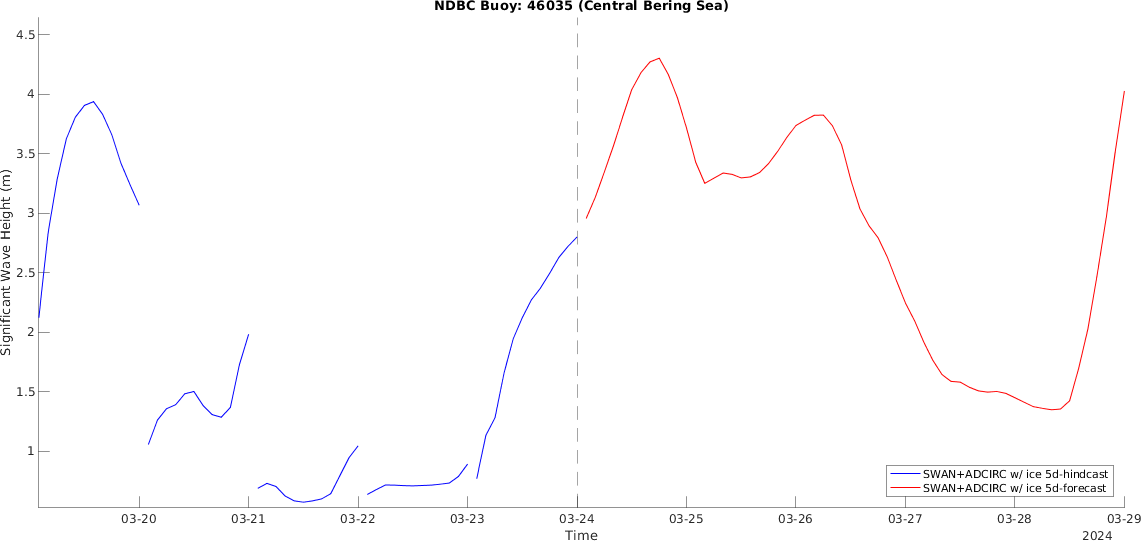 NDBC Buoy: 46035 (Central Bering Sea)
4.5
4
3.5
3
2.5
2
1.5
1
Significant Wave Height (m)
SWAN+ADCIRC w/ ice 5d-hindcast
SWAN+ADCIRC w/ ice 5d-forecast
03-20 03-21 03-22 03-23 03-24 03-25 03-26 03-27 03-28 03-29
Time
2024